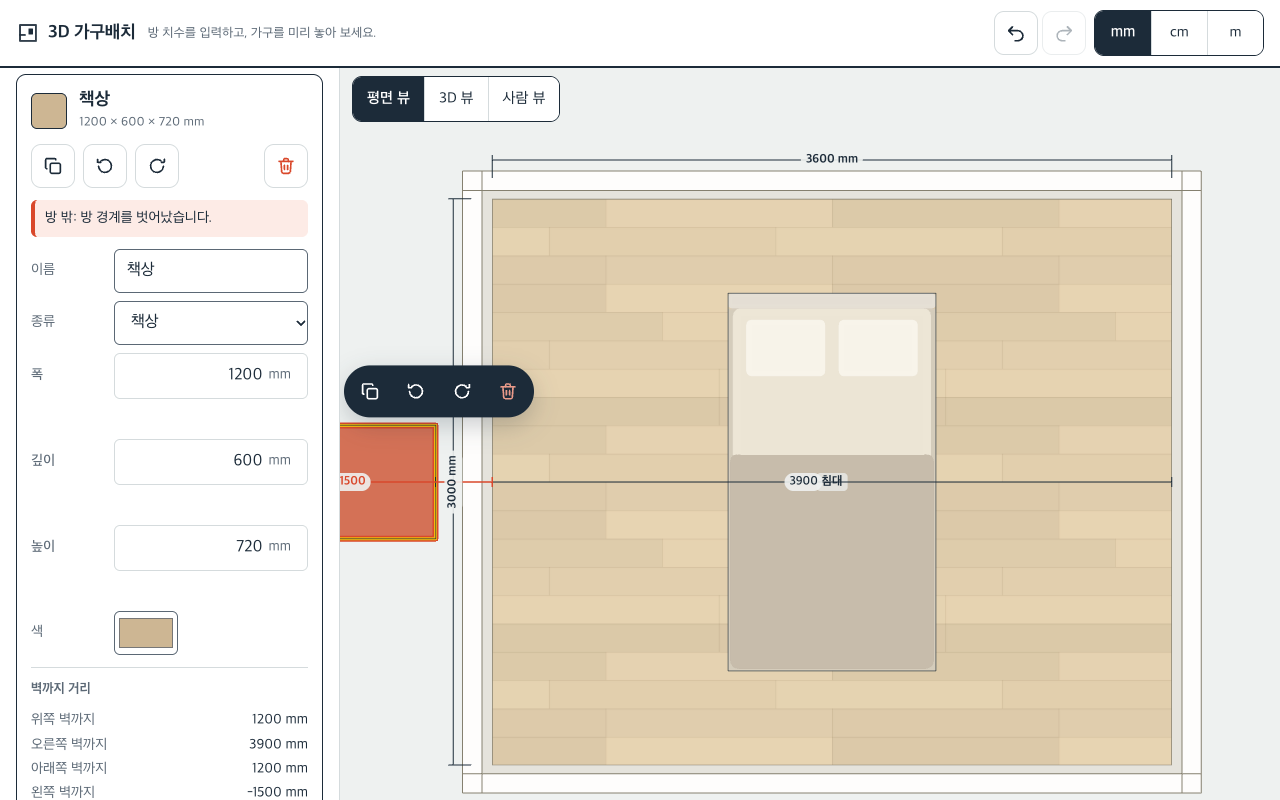 3D 가구배치 방 치수를 입력하고, 가구를 미리 놓아 보세요.
mm cm m
책상
1200 × 600 × 720 mm
방 밖: 방 경계를 벗어났습니다.
이름 책상
종류 책상
폭 1200 mm
깊이 600 mm
높이 720 mm
색
벽까지 거리
위쪽 벽까지 1200 mm
오른쪽 벽까지 3900 mm
아래쪽 벽까지 1200 mm
왼쪽 벽까지 -1500 mm
평면 뷰 3D 뷰 사람 뷰
3600 mm
3000 mm
1500
3900 침대